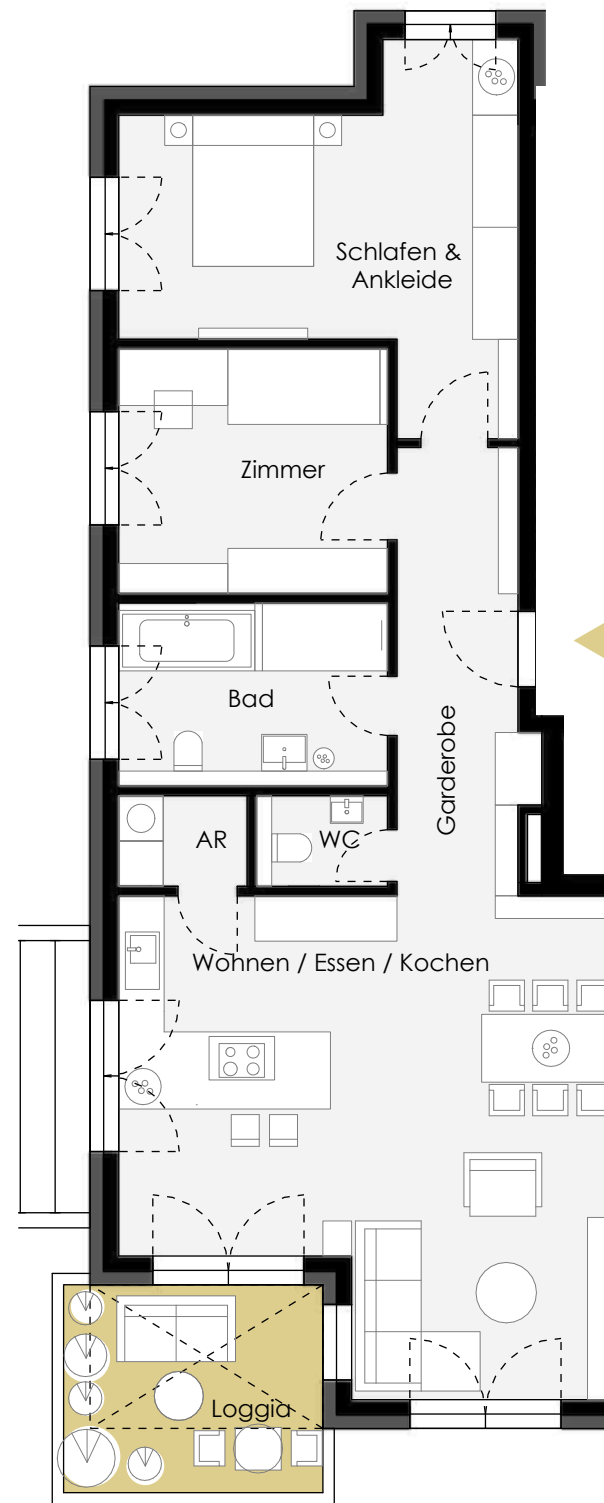 Schlafen &
Ankleide
Zimmer
Bad
Garderobe
AR
WC
Wohnen / Essen / Kochen
Loggia